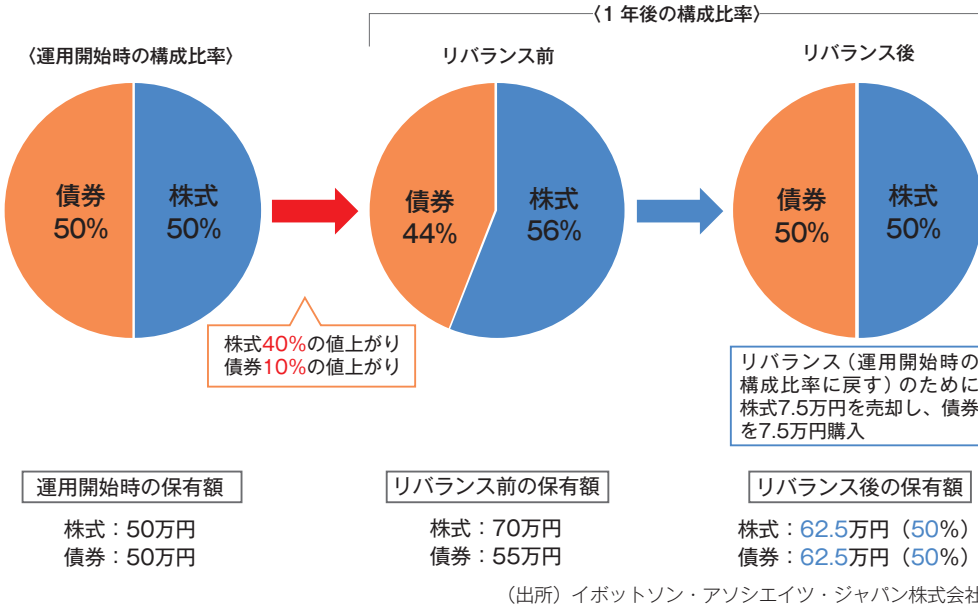 〈1年後の構成比率〉
〈運用開始時の構成比率〉
リバランス前
リバランス後
債券
50%
株式
50%
債券
44%
株式
56%
債券
50%
株式
50%
株式40%の値上がり
債券10%の値上がり
リバランス（運用開始時の
構成比率に戻す）のために
株式7.5万円を売却し、債券
を7.5万円購入
運用開始時の保有額
株式：50万円
債券：50万円
リバランス前の保有額
株式：70万円
債券：55万円
リバランス後の保有額
株式：62.5万円（50%）
債券：62.5万円（50%）
（出所）イボットソン・アソシエイツ・ジャパン株式会社